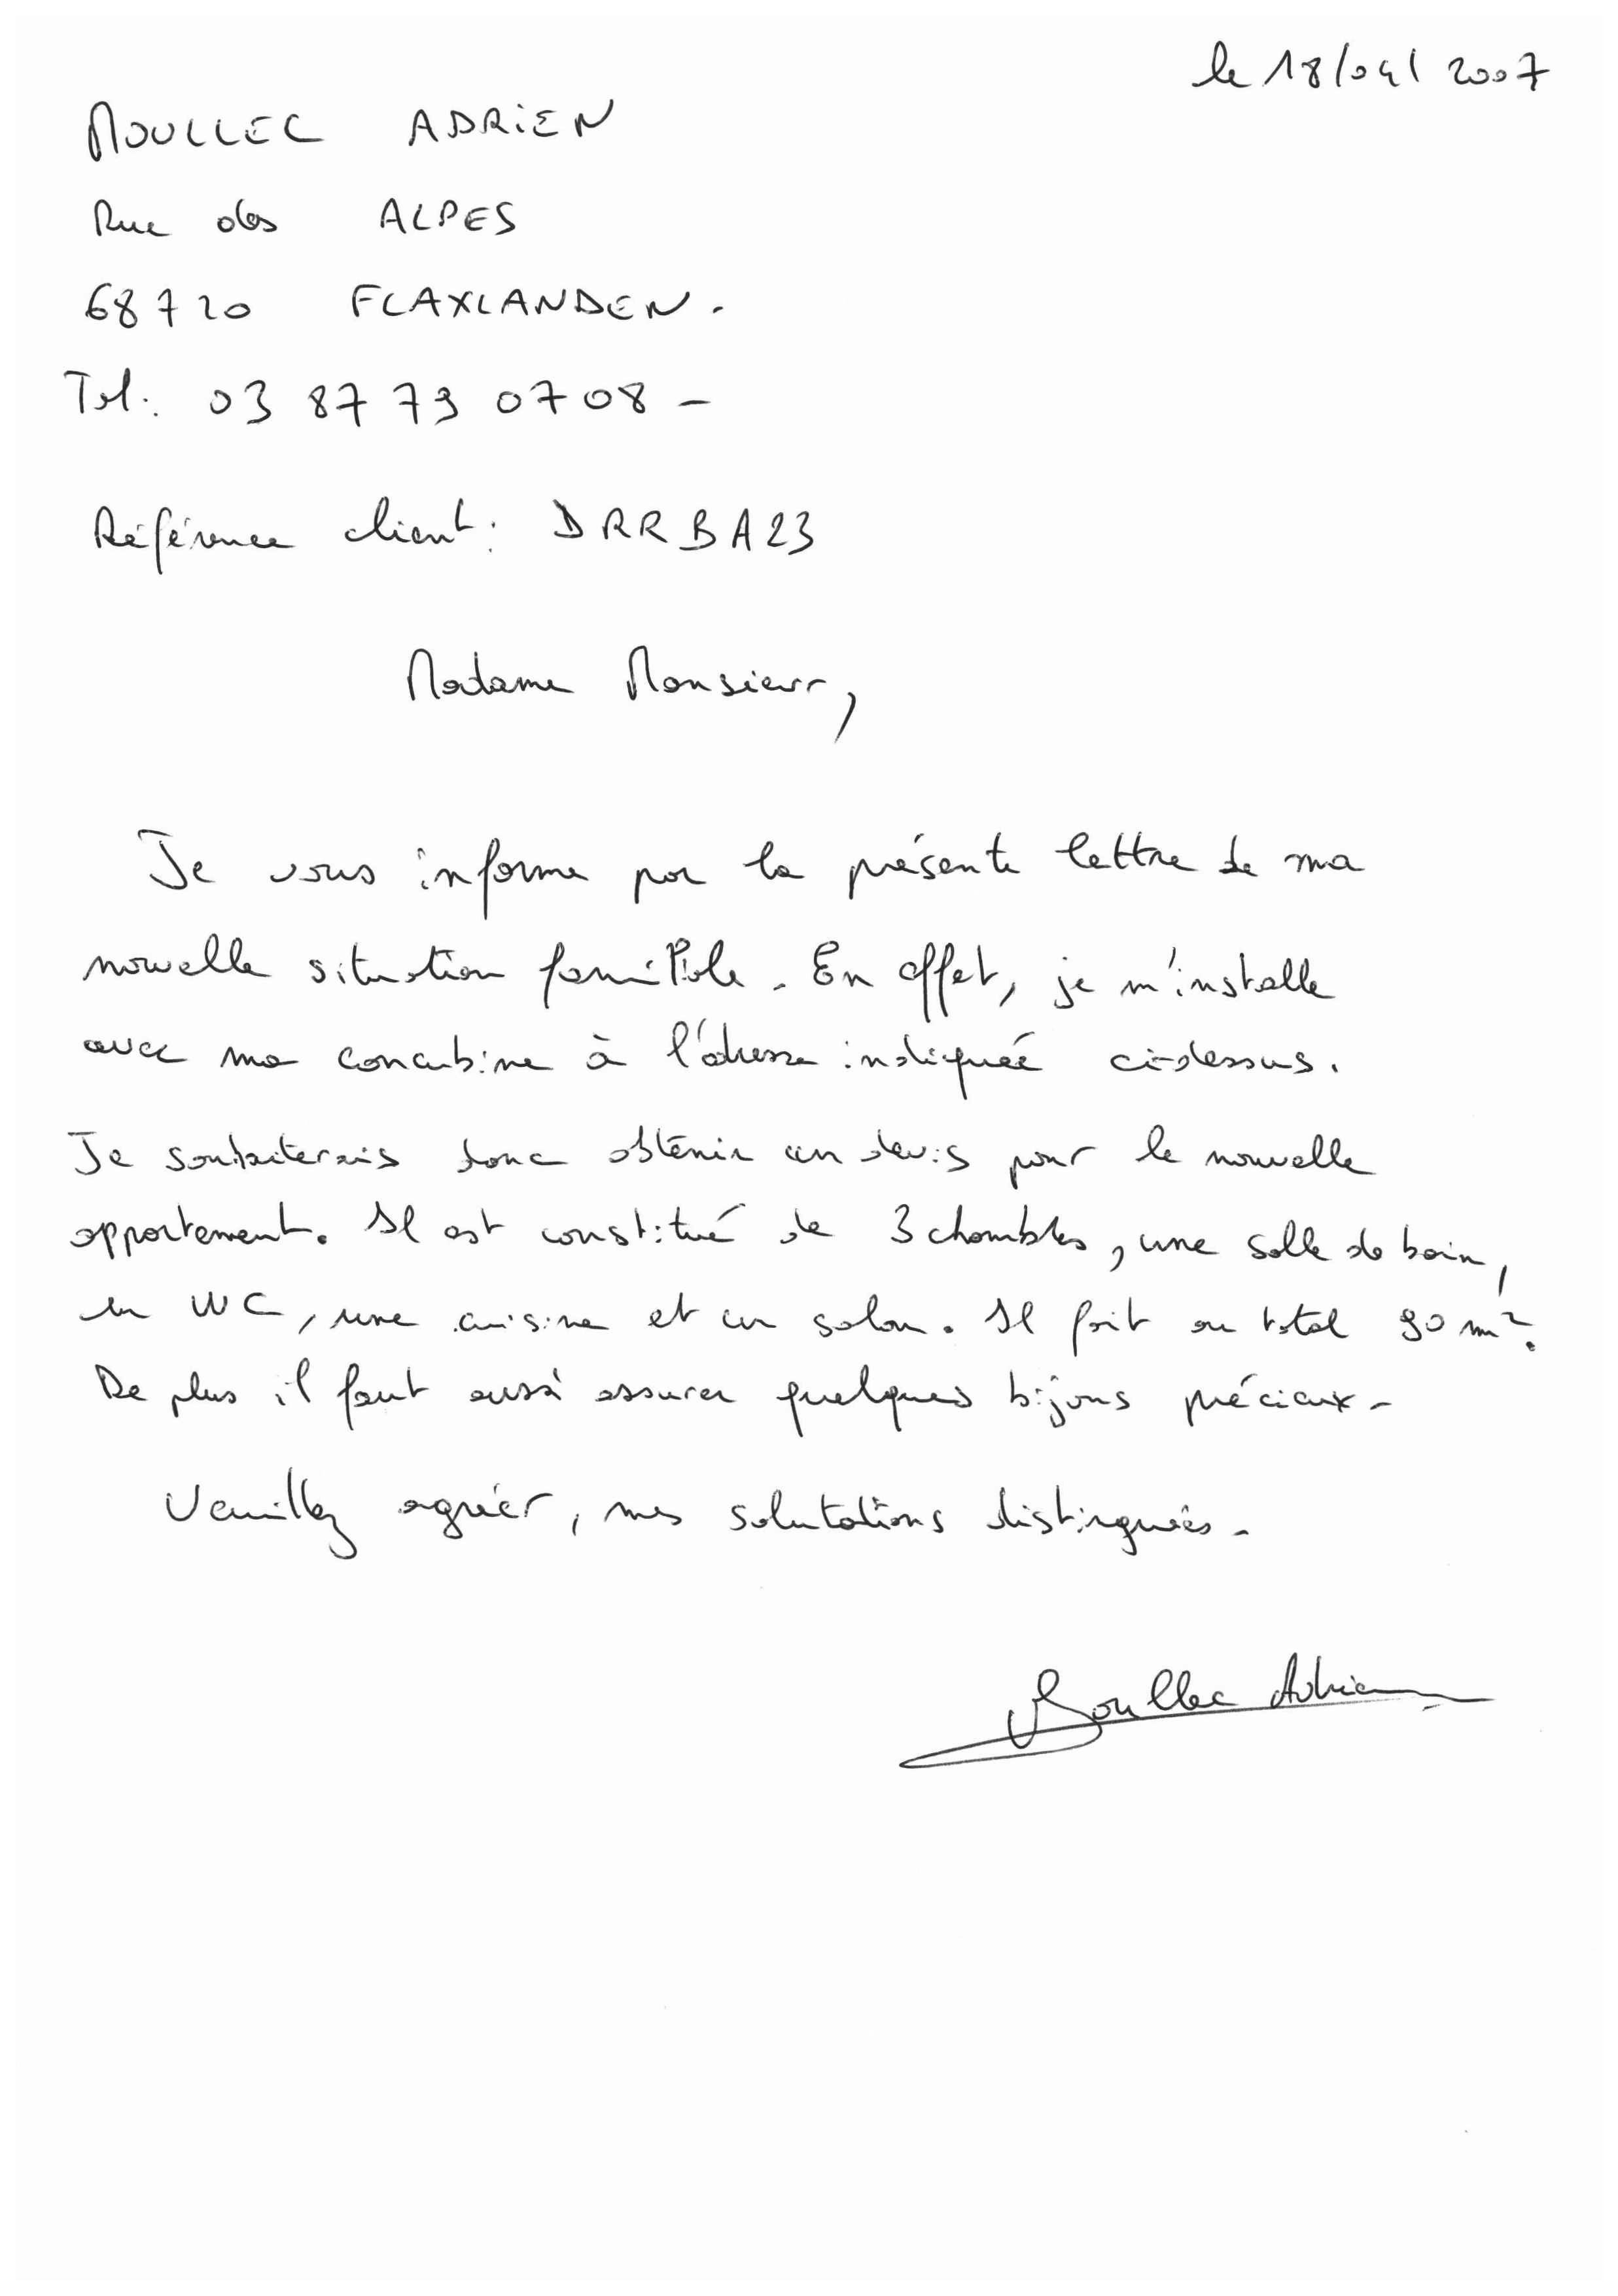 le 18/04/2007
MOULLEC ADRIEN
Rue des ALPES
68720 FLAXLANDEN.
Tel: 03 87 79 07 08 -
Référence client: DRRBA23
Madame Monsieur,
Je vous informe par la présente lettre de ma
nouvelle situation familiale. En effet, je m'installe
avec ma concubine à l'adresse indiquée ci-dessus.
Je souhaiterais donc obtenir un devis pour le nouvelle
appartement. Il est constitué de 3 chambres, une salle de bain,
un WC, une cuisine et un salon. Il fait au total 90 m².
De plus il faut aussi assurer quelques bijous précieux -
Veuillez agréer, mes salutations distinguées -
Moullec Adrien